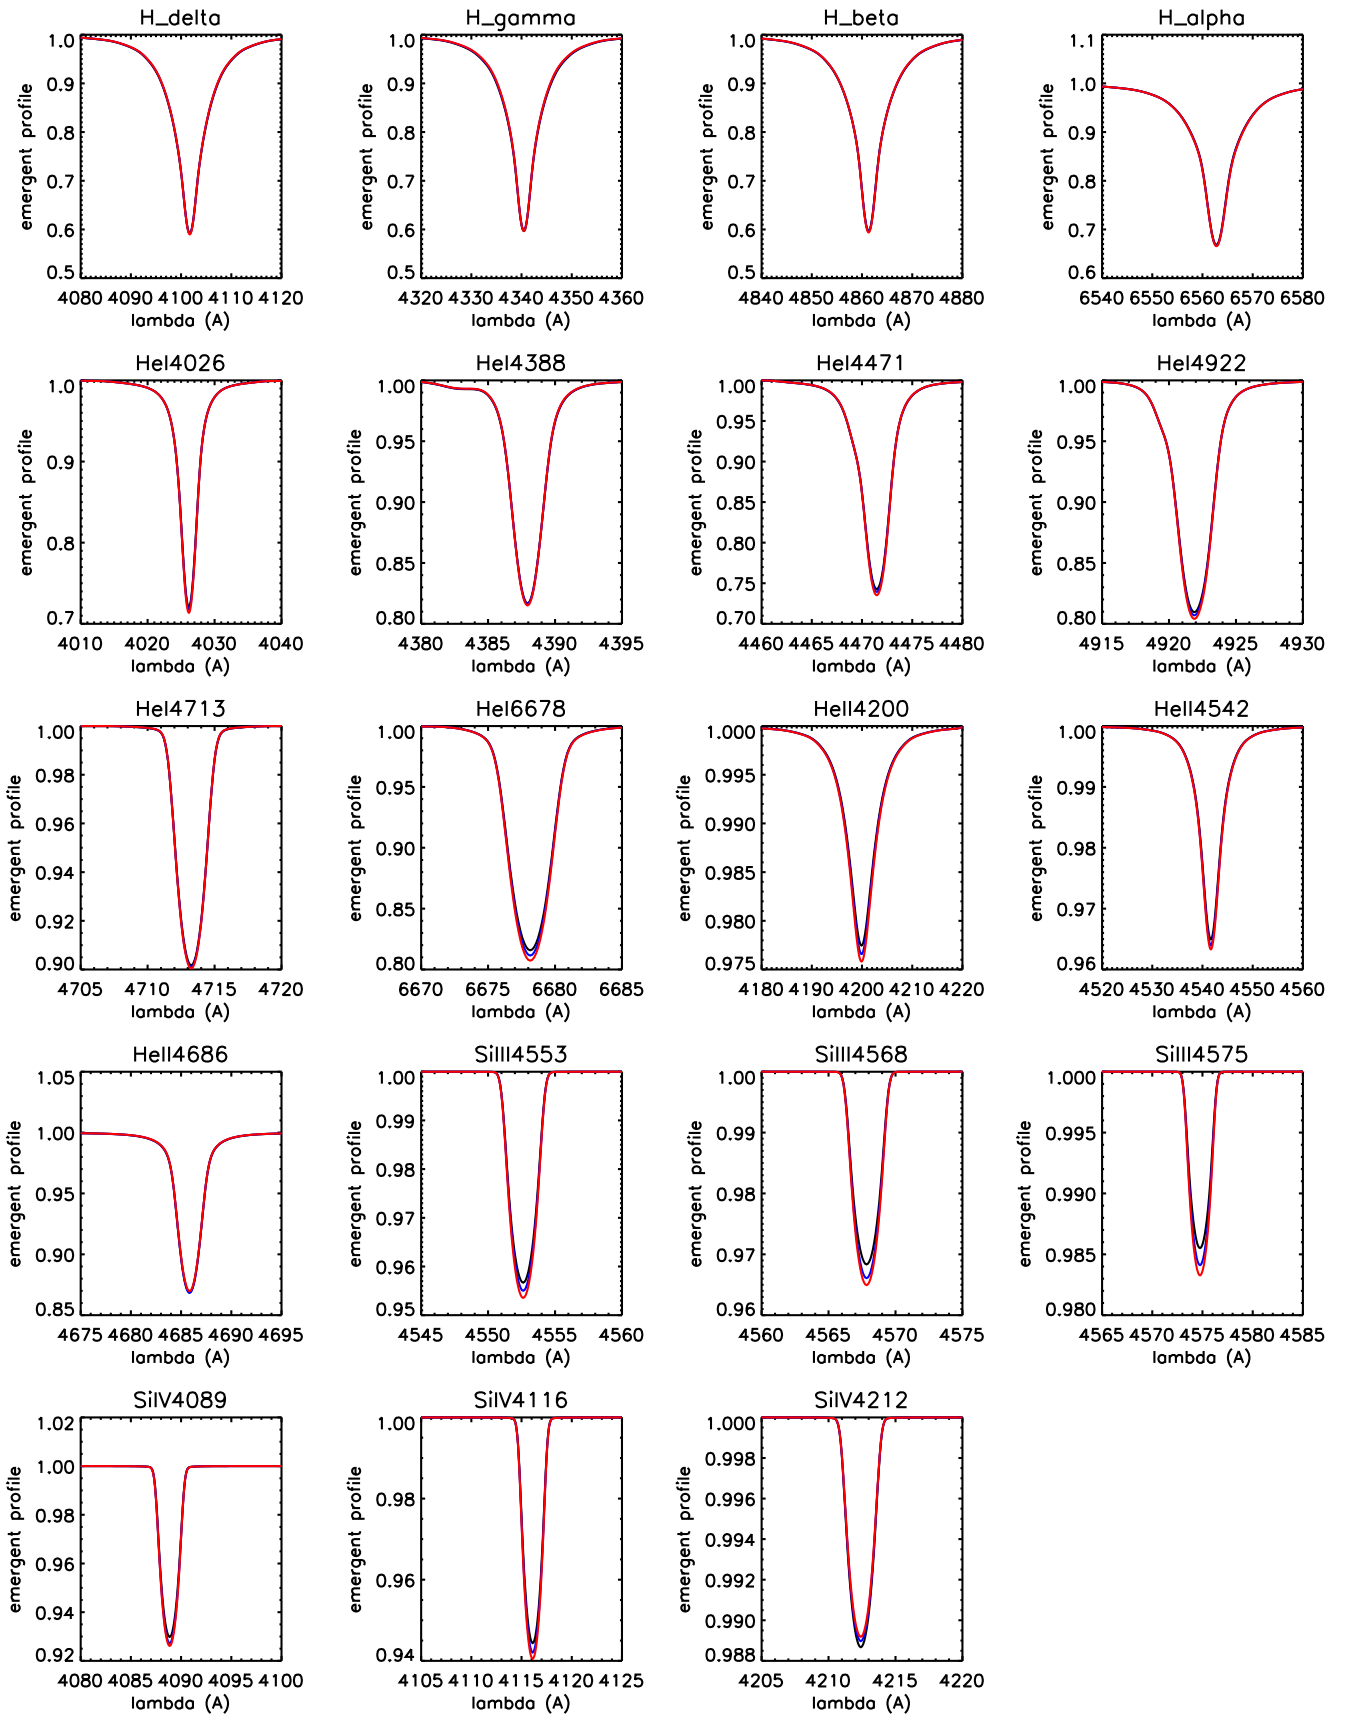 H_delta
emergent profile
1.0
0.9
0.8
0.7
0.6
0.5
4080 4090 4100 4110 4120
lambda (A)
H_gamma
emergent profile
1.0
0.9
0.8
0.7
0.6
0.5
4320 4330 4340 4350 4360
lambda (A)
H_beta
emergent profile
1.0
0.9
0.8
0.7
0.6
0.5
4840 4850 4860 4870 4880
lambda (A)
H_alpha
emergent profile
1.1
1.0
0.9
0.8
0.7
0.6
6540 6550 6560 6570 6580
lambda (A)
HeI4026
emergent profile
1.0
0.9
0.8
0.7
4010 4020 4030 4040
lambda (A)
HeI4388
emergent profile
1.00
0.95
0.90
0.85
0.80
4380 4385 4390 4395
lambda (A)
HeI4471
emergent profile
1.00
0.95
0.90
0.85
0.80
0.75
0.70
4460 4465 4470 4475 4480
lambda (A)
HeI4922
emergent profile
1.00
0.95
0.90
0.85
0.80
4915 4920 4925 4930
lambda (A)
HeI4713
emergent profile
1.00
0.98
0.96
0.94
0.92
0.90
4705 4710 4715 4720
lambda (A)
HeI6678
emergent profile
1.00
0.95
0.90
0.85
0.80
6670 6675 6680 6685
lambda (A)
HeII4200
emergent profile
1.000
0.995
0.990
0.985
0.980
0.975
4180 4190 4200 4210 4220
lambda (A)
HeII4542
emergent profile
1.00
0.99
0.98
0.97
0.96
4520 4530 4540 4550 4560
lambda (A)
HeII4686
emergent profile
1.05
1.00
0.95
0.90
0.85
4675 4680 4685 4690 4695
lambda (A)
SiIII4553
emergent profile
1.00
0.99
0.98
0.97
0.96
0.95
4545 4550 4555 4560
lambda (A)
SiIII4568
emergent profile
1.00
0.99
0.98
0.97
0.96
4560 4565 4570 4575
lambda (A)
SiIII4575
emergent profile
1.000
0.995
0.990
0.985
0.980
4565 4570 4575 4580 4585
lambda (A)
SiIV4089
emergent profile
1.02
1.00
0.98
0.96
0.94
0.92
4080 4085 4090 4095 4100
lambda (A)
SiIV4116
emergent profile
1.00
0.98
0.96
0.94
4105 4110 4115 4120 4125
lambda (A)
SiIV4212
emergent profile
1.000
0.998
0.996
0.994
0.992
0.990
0.988
4205 4210 4215 4220
lambda (A)